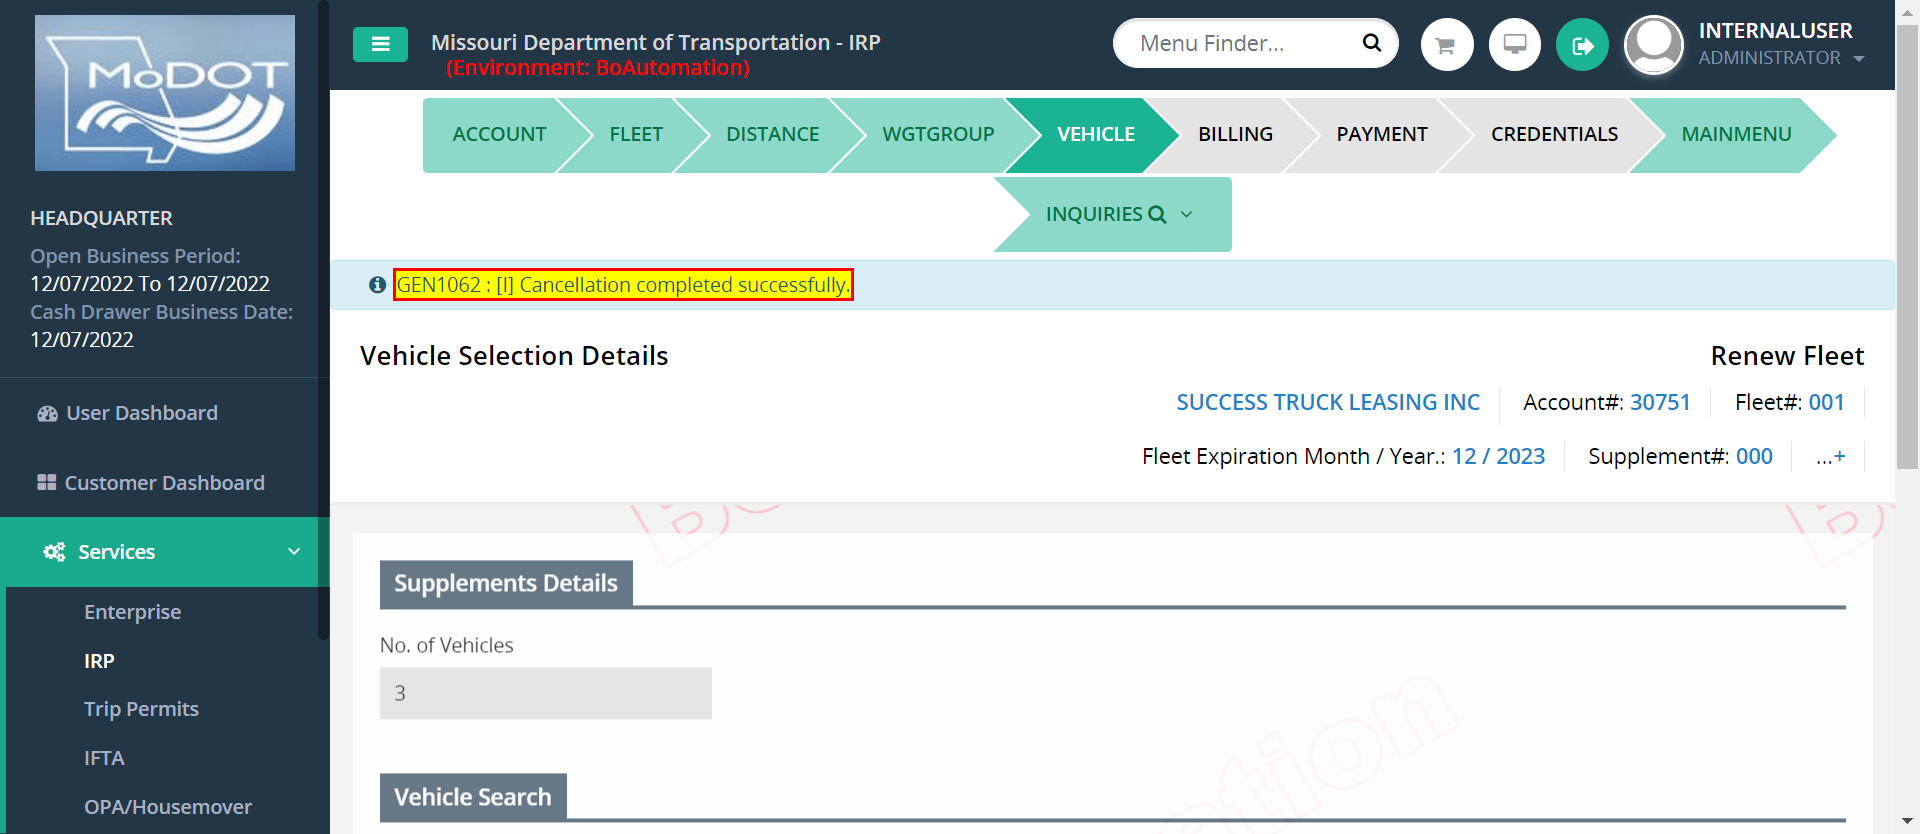 MoDOT
HEADQUARTER
Open Business Period:
12/07/2022 To 12/07/2022
Cash Drawer Business Date:
12/07/2022
User Dashboard
Customer Dashboard
Services
Enterprise
IRP
Trip Permits
IFTA
OPA/Housemover
Missouri Department of Transportation - IRP
(Environment: BoAutomation)
Menu Finder...
INTERNALUSER
ADMINISTRATOR
ACCOUNT FLEET DISTANCE WGTGROUP VEHICLE BILLING PAYMENT CREDENTIALS MAINMENU
INQUIRIES
GEN1062 : [I] Cancellation completed successfully.
Vehicle Selection Details
Renew Fleet
SUCCESS TRUCK LEASING INC Account#: 30751 Fleet#: 001
Fleet Expiration Month / Year.: 12 / 2023 Supplement#: 000 ...+
Supplements Details
No. of Vehicles
3
Vehicle Search